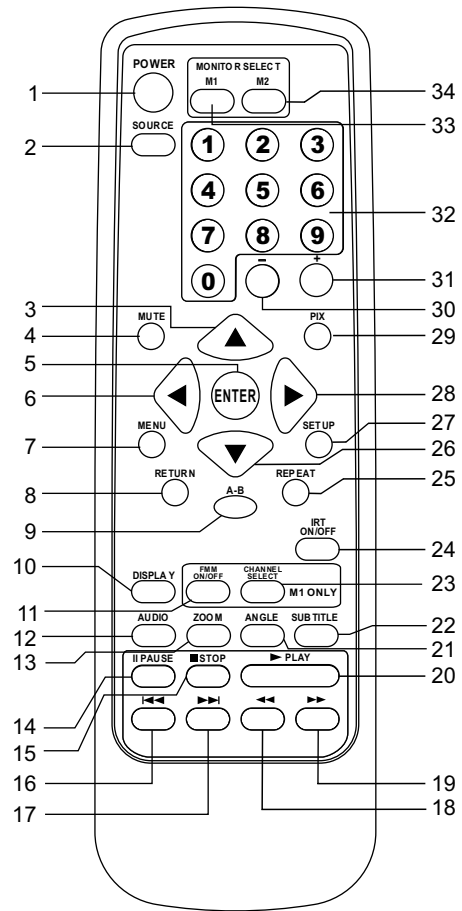 POWER
MONITOR SELECT
M1 M2
1
34
33
SOURCE
2
1 2 3
4 5 6
32
7 8 9
0 - +
31
30
3
MUTE
PIX
4
29
5
ENTER
6
28
MENU
SETUP
7
27
26
RETURN
REPEAT
8
25
A-B
9
IRT
ON/OFF
24
10
DISPLAY
FMM
ON/OFF
CHANNEL
SELECT
M1 ONLY
23
11
AUDIO ZOOM ANGLE SUBTITLE
12
22
13
21
II PAUSE ■STOP ► PLAY
14
20
15
I◄◄ ►►I ◄◄ ►►
16
19
17
18